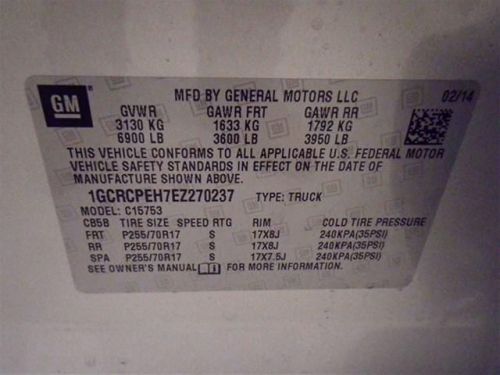 GM
MFD BY GENERAL MOTORS LLC 02/14
GVWR GAWR FRT GAWR RR
3130 KG 1633 KG 1792 KG
6900 LB 3600 LB 3950 LB
THIS VEHICLE CONFORMS TO ALL APPLICABLE U.S. FEDERAL MOTOR
VEHICLE SAFETY STANDARDS IN EFFECT ON THE DATE OF
MANUFACTURE SHOWN ABOVE.
1GCRCPEH7EZ270237 TYPE: TRUCK
MODEL: C15753
CB5B TIRE SIZE SPEED RTG RIM COLD TIRE PRESSURE
FRT P255/70R17 S 17X8J 240KPA(35PSI)
RR P255/70R17 S 17X8J 240KPA(35PSI)
SPA P255/70R17 S 17X7.5J 240KPA(35PSI)
SEE OWNER'S MANUAL FOR MORE INFORMATION.